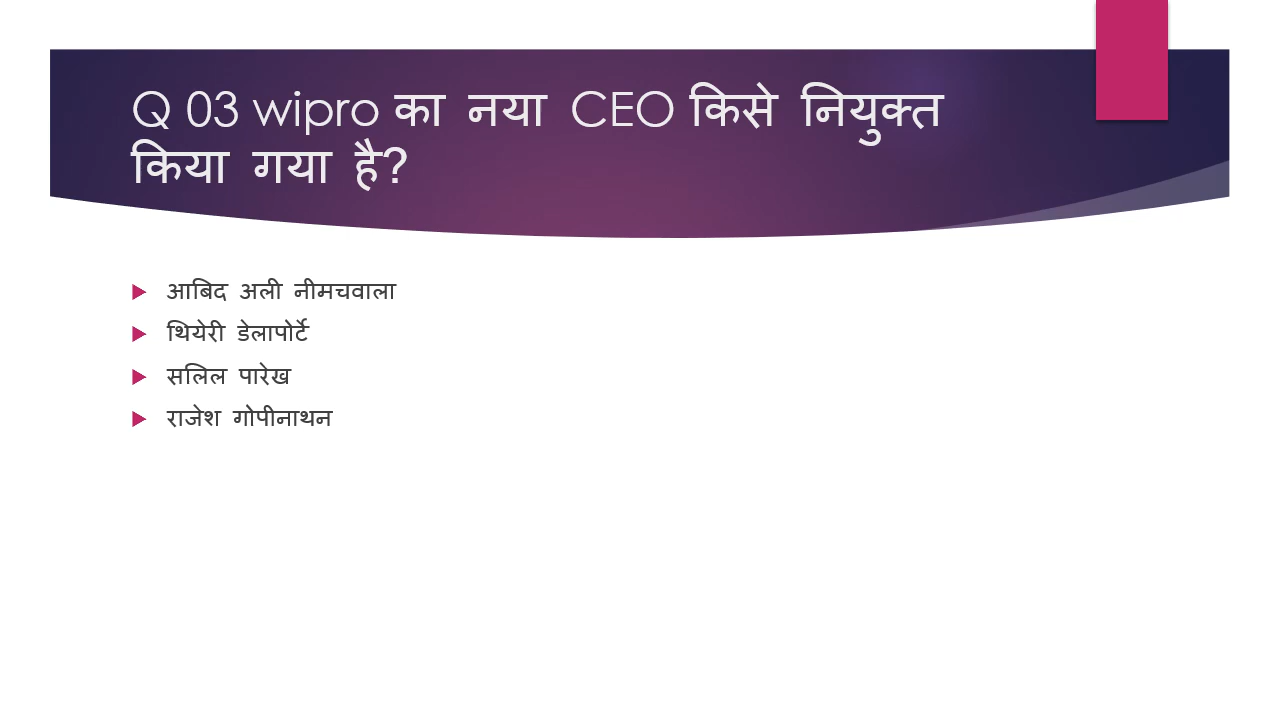 Q 03 wipro का नया CEO किसे नियुक्त
किया गया है?
आबिद अली नीमचवाला
थियेरी डेलापोर्टे
सलिल पारेख
राजेश गोपीनाथन